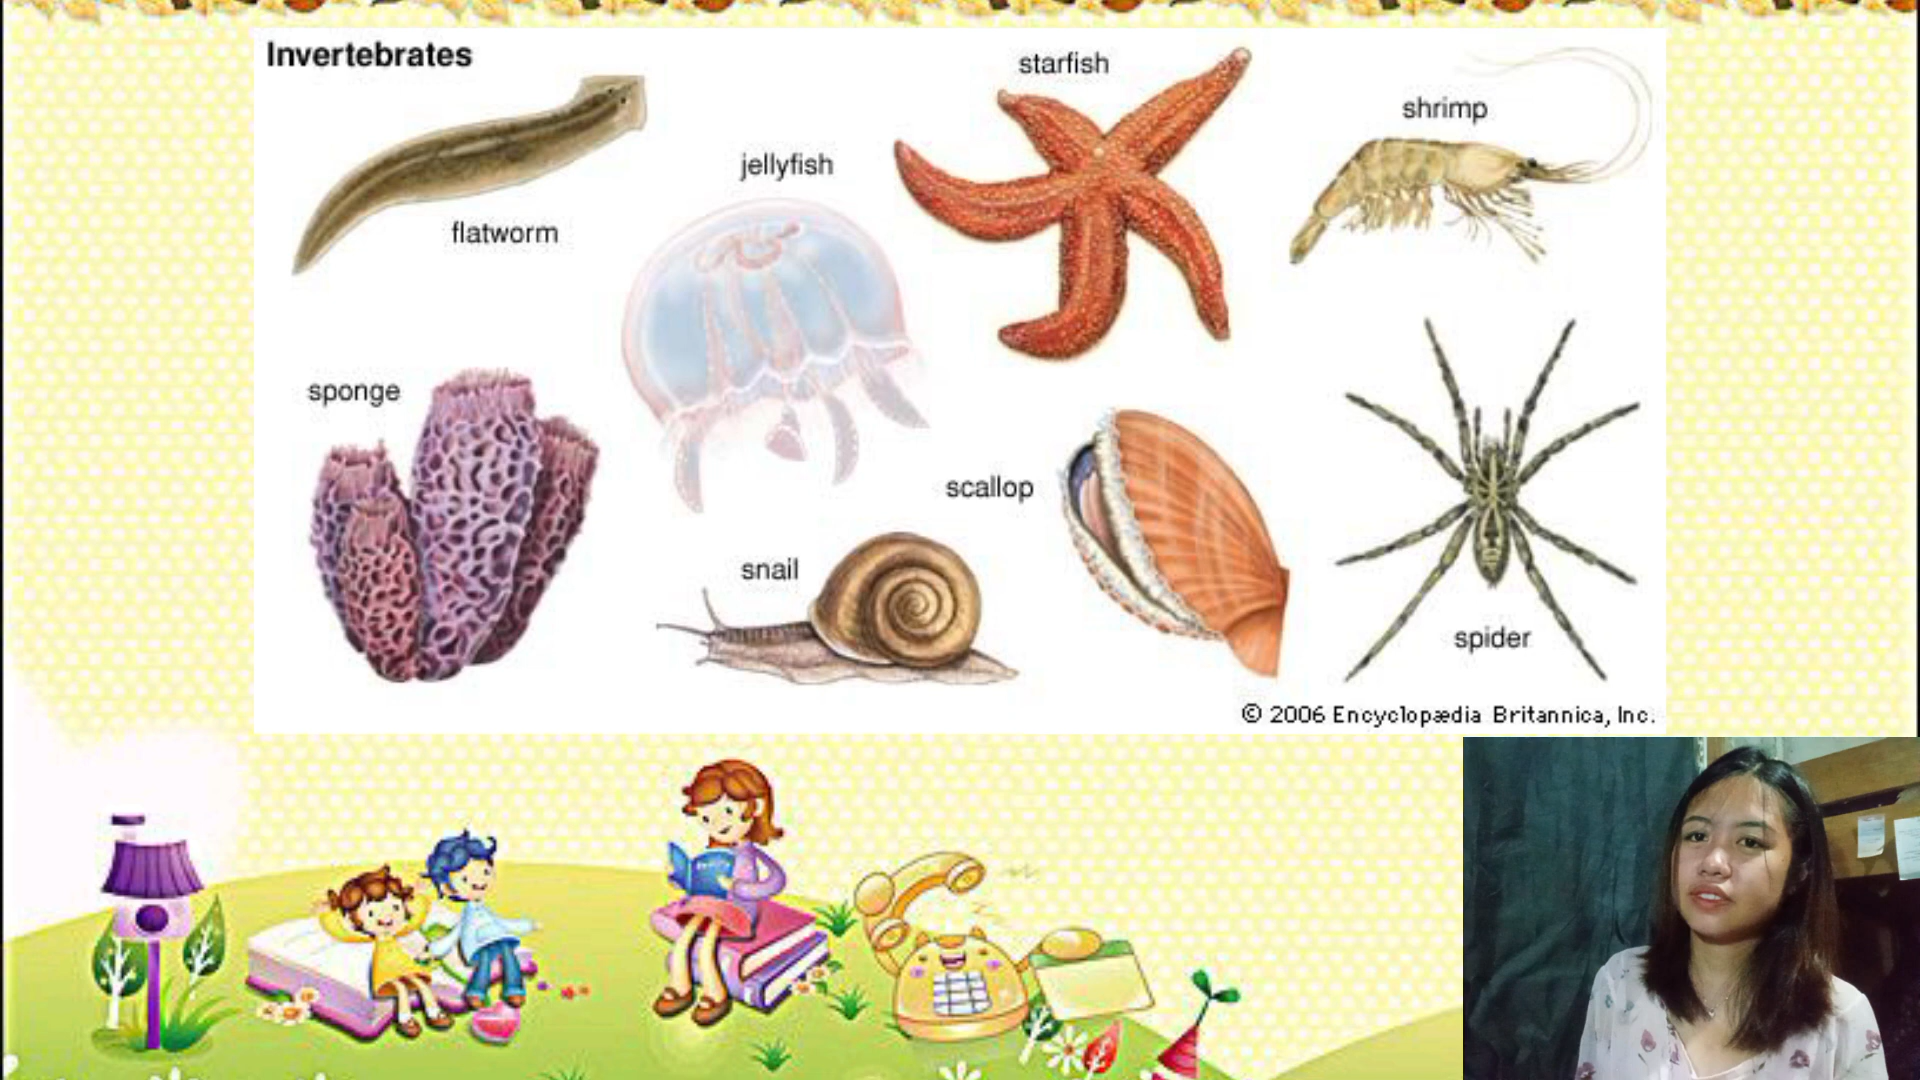 Invertebrates
starfish
shrimp
jellyfish
flatworm
sponge
scallop
snail
spider
© 2006 Encyclopædia Britannica, Inc.